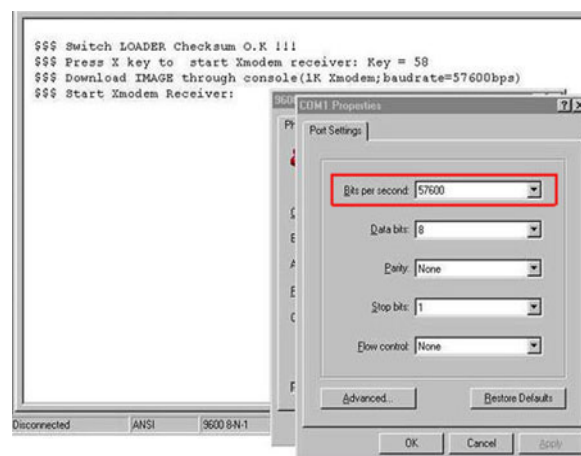 $$$ Switch LOADER Checksum O.K !!!
$$$ Press X key to start Xmodem receiver: Key = 58
$$$ Download IMAGE through console(1K Xmodem;baudrate=57600bps)
$$$ Start Xmodem Receiver:
960
COM1 Properties
Port Settings
Bits per second: 57600
Data bits: 8
Parity: None
Stop bits: 1
Flow control: None
Advanced...
Restore Defaults
Disconnected
ANSI
9600 8-N-1
OK
Cancel
Apply